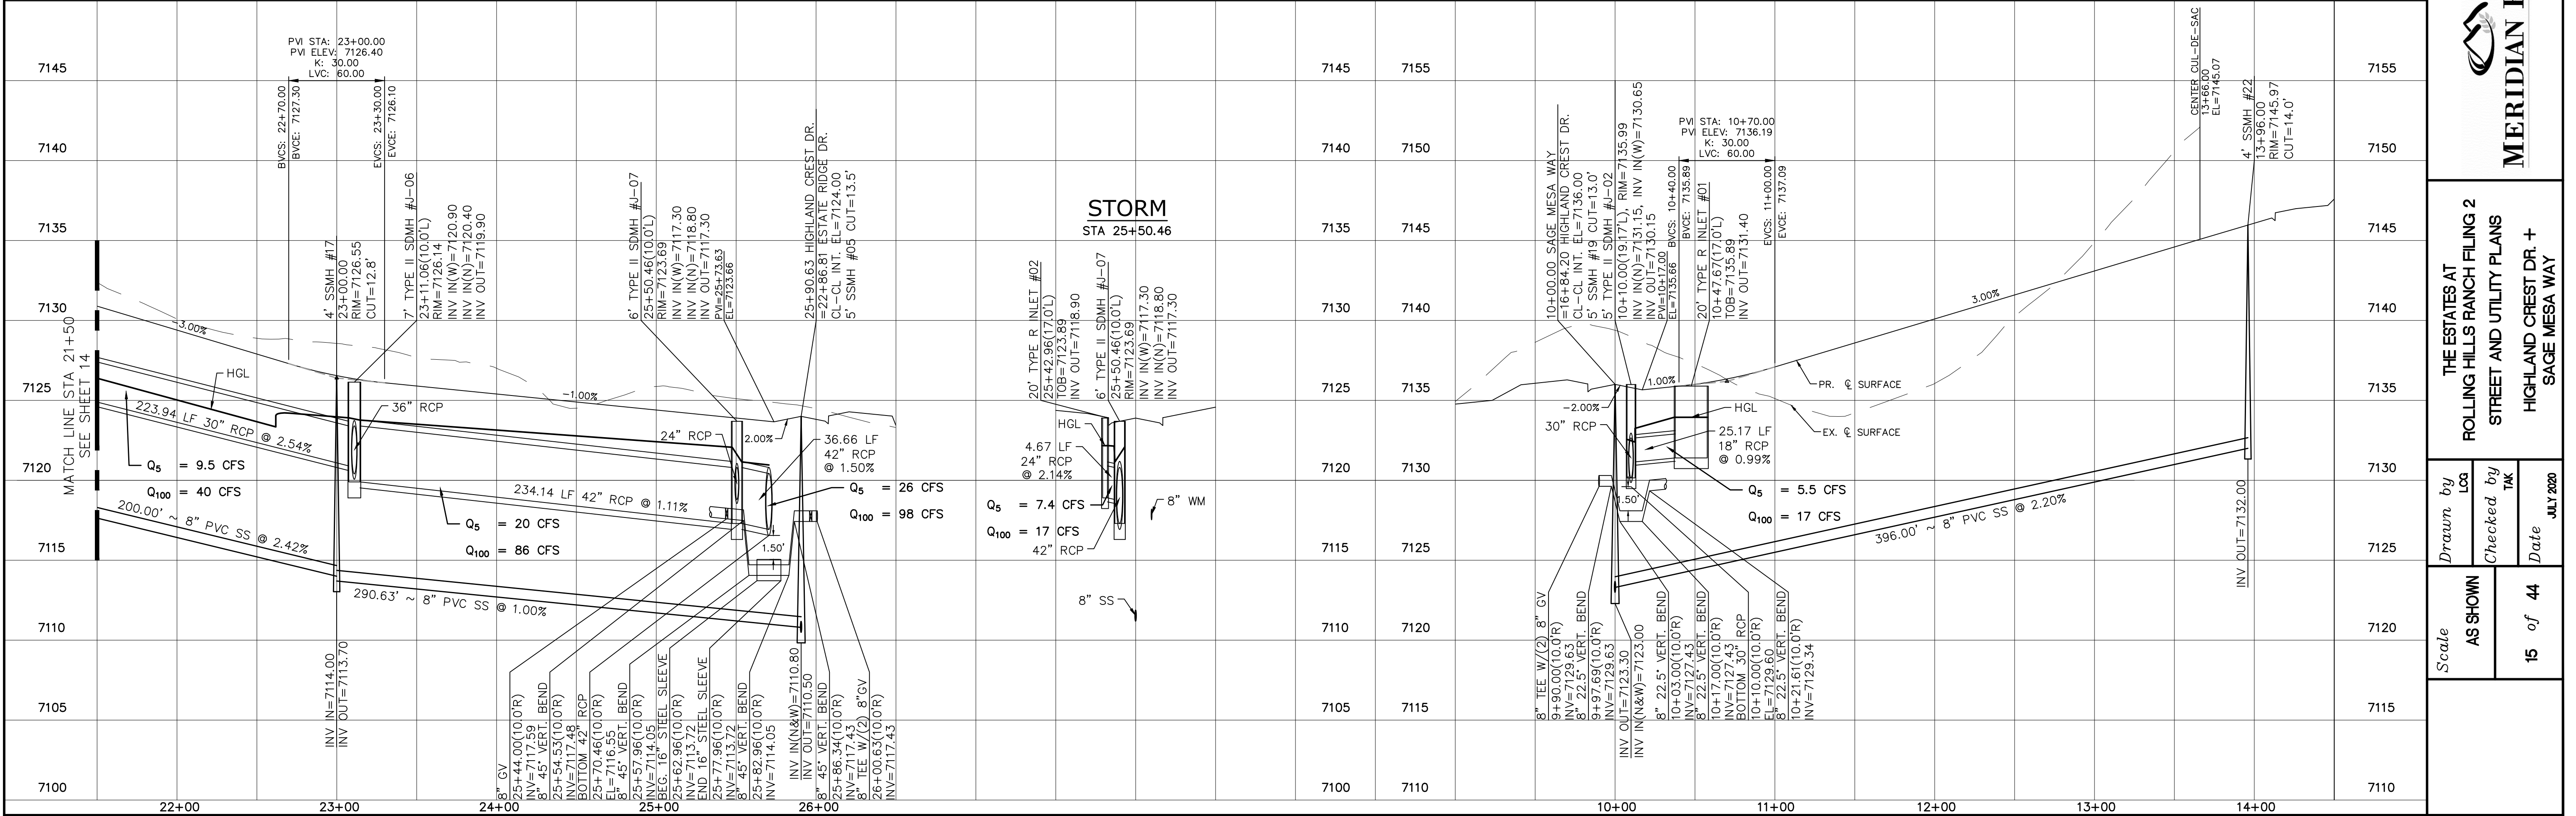 PVI STA: 23+00.00
PVI ELEV: 7126.40
K: 30.00
LVC: 60.00
BVCS: 22+70.00
BVCE: 7127.30
EVCS: 23+30.00
EVCE: 7126.10
7145
7140
7135
7130
7125
7120
7115
7110
7105
7100
MATCH LINE STA 21+50
SEE SHEET 14
-3.00%
HGL
223.94 LF 30" RCP @ 2.54%
Q5 = 9.5 CFS
Q100 = 40 CFS
200.00' ~ 8" PVC SS @ 2.42%
4' SSMH #17
23+00.00
RIM=7126.55
CUT=12.8'
7' TYPE II SDMH #J-06
23+11.06(10.0'L)
RIM=7126.14
INV IN(W)=7120.90
INV IN(N)=7120.40
INV OUT=7119.90
36" RCP
-1.00%
234.14 LF 42" RCP @ 1.11%
Q5 = 20 CFS
Q100 = 86 CFS
290.63' ~ 8" PVC SS @ 1.00%
INV IN=7114.00
INV OUT=7113.70
6' TYPE II SDMH #J-07
25+50.46(10.0'L)
RIM=7123.69
INV IN(W)=7117.30
INV IN(N)=7118.80
INV OUT=7117.30
PVI=25+73.63
EL=7123.66
25+90.63 HIGHLAND CREST DR.
=22+86.81 ESTATE RIDGE DR.
CL-CL INT. EL=7124.00
5' SSMH #05 CUT=13.5'
24" RCP
2.00%
36.66 LF
42" RCP
@ 1.50%
Q5 = 26 CFS
Q100 = 98 CFS
1.50'
8" GV
25+44.00(10.0'R)
INV=7117.59
8" 45° VERT. BEND
25+54.53(10.0'R)
INV=7117.48
BOTTOM 42" RCP
25+70.46(10.0'R)
EL=7116.55
8" 45° VERT. BEND
25+57.96(10.0'R)
INV=7114.05
BEG. 16" STEEL SLEEVE
25+62.96(10.0'R)
INV=7113.72
END 16" STEEL SLEEVE
25+77.96(10.0'R)
INV=7113.72
8" 45° VERT. BEND
25+82.96(10.0'R)
INV=7114.05
INV IN(N&W)=7110.80
INV OUT=7110.50
8" 45° VERT. BEND
25+86.34(10.0'R)
INV=7117.43
8" TEE W/(2) 8"GV
26+00.63(10.0'R)
INV=7117.43
22+00
23+00
24+00
25+00
26+00
STORM
STA 25+50.46
20' TYPE R INLET #02
25+42.96(17.0'L)
TOB=7123.89
INV OUT=7118.90
6' TYPE II SDMH #J-07
25+50.46(10.0'L)
RIM=7123.69
INV IN(W)=7117.30
INV IN(N)=7118.80
INV OUT=7117.30
HGL
4.67 LF
24" RCP
@ 2.14%
Q5 = 7.4 CFS
Q100 = 17 CFS
42" RCP
8" WM
8" SS
7145
7140
7135
7130
7125
7120
7115
7110
7105
7100
7155
7150
7145
7140
7135
7130
7125
7120
7115
7110
10+00.00 SAGE MESA WAY
=16+84.20 HIGHLAND CREST DR.
CL-CL INT. EL=7136.00
5' SSMH #19 CUT=13.0'
5' TYPE II SDMH #J-02
10+10.00(19.17'L), RIM=7135.99
INV IN(N)=7131.15, INV IN(W)=7130.65
INV OUT=7130.15
PVI=10+17.00
EL=7135.66
PVI STA: 10+70.00
PVI ELEV: 7136.19
K: 30.00
LVC: 60.00
BVCS: 10+40.00
BVCE: 7135.89
20' TYPE R INLET #01
10+47.67(17.0'L)
TOB=7135.89
INV OUT=7131.40
EVCS: 11+00.00
EVCE: 7137.09
-2.00%
1.00%
30" RCP
HGL
25.17 LF
18" RCP
@ 0.99%
Q5 = 5.5 CFS
Q100 = 17 CFS
1.50'
PR. ℄ SURFACE
EX. ℄ SURFACE
3.00%
396.00' ~ 8" PVC SS @ 2.20%
CENTER CUL-DE-SAC
13+66.00
EL=7145.07
4' SSMH #22
13+96.00
RIM=7145.97
CUT=14.0'
INV OUT=7132.00
8" TEE W/(2) 8" GV
9+90.00(10.0'R)
INV=7129.63
8" 22.5° VERT. BEND
9+97.69(10.0'R)
INV=7129.63
INV OUT=7123.30
INV IN(N&W)=7123.00
8" 22.5° VERT. BEND
10+03.00(10.0'R)
INV=7127.43
8" 22.5° VERT. BEND
10+17.00(10.0'R)
INV=7127.43
BOTTOM 30" RCP
10+10.00(10.0'R)
EL=7129.60
8" 22.5° VERT. BEND
10+21.61(10.0'R)
INV=7129.34
10+00
11+00
12+00
13+00
14+00
7155
7150
7145
7140
7135
7130
7125
7120
7115
7110
MERIDIAN
THE ESTATES AT
ROLLING HILLS RANCH FILING 2
STREET AND UTILITY PLANS
HIGHLAND CREST DR. +
SAGE MESA WAY
Drawn by
LCG
Checked by
TAK
Date
JULY 2020
Scale
AS SHOWN
15 of 44